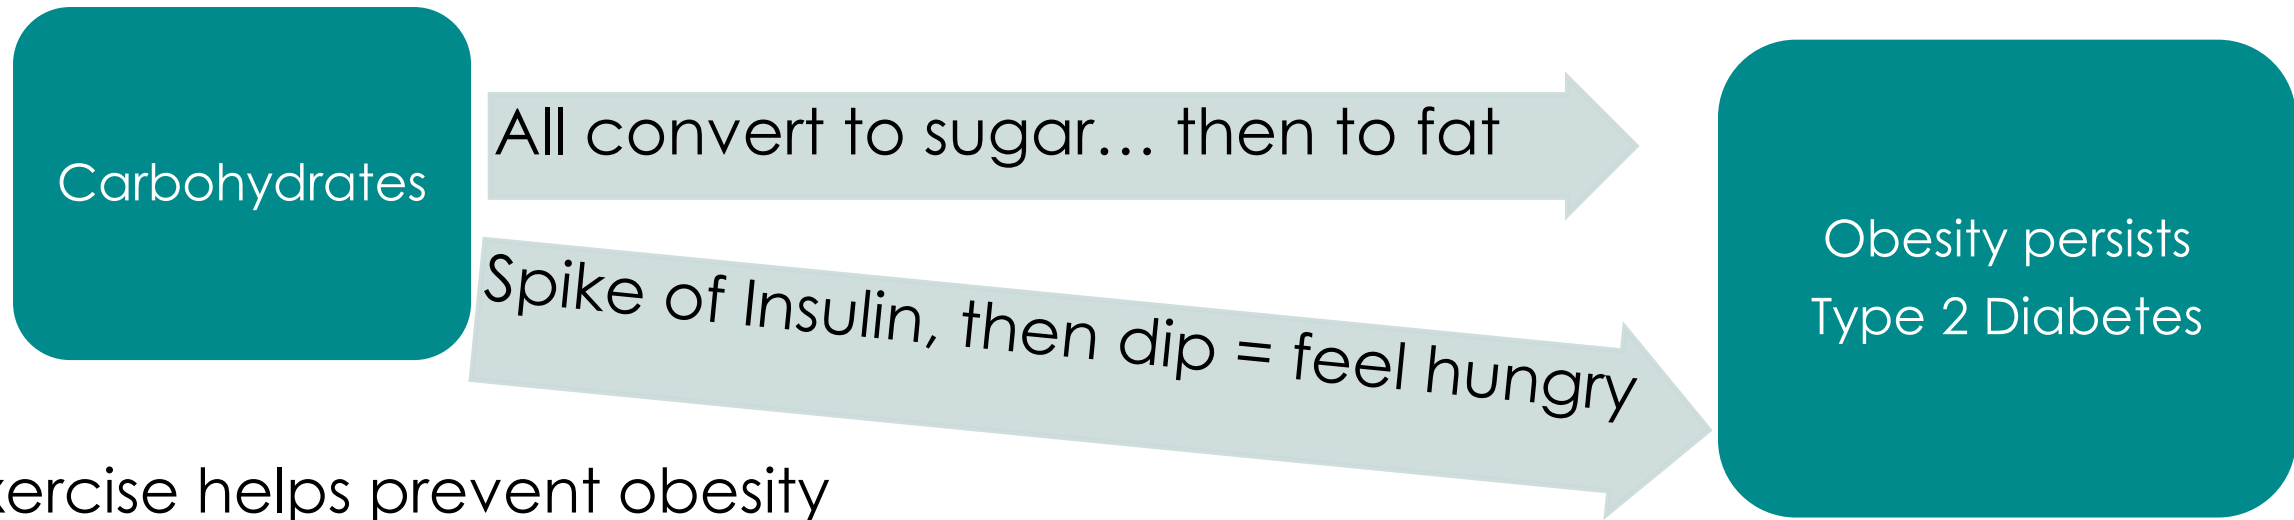 Carbohydrates
All convert to sugar… then to fat
Spike of Insulin, then dip = feel hungry
Obesity persists
Type 2 Diabetes
xercise helps prevent obesity